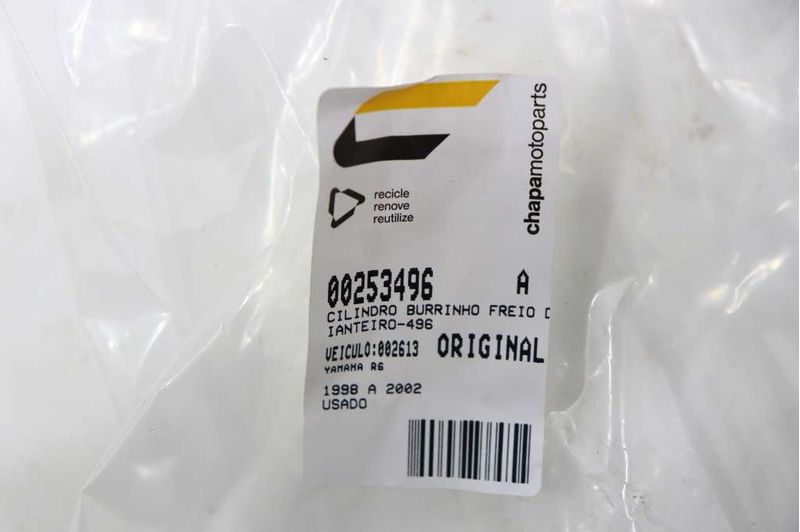 chapamotoparts
recicle
renove
reutilize
00253496 A
CILINDRO BURRINHO FREIO D
IANTEIRO-496
VEICULO:002613 ORIGINAL
YAMAHA R6
1998 A 2002
USADO